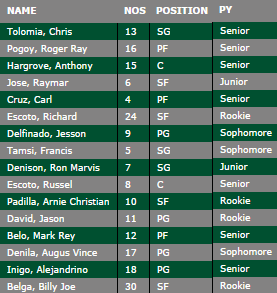 NAME NOS POSITION PY
Tolomia, Chris 13 SG Senior
Pogoy, Roger Ray 16 PF Senior
Hargrove, Anthony 15 C Senior
Jose, Raymar 6 SF Junior
Cruz, Carl 4 PF Senior
Escoto, Richard 24 SF Rookie
Delfinado, Jesson 9 PG Sophomore
Tamsi, Francis 5 SG Sophomore
Denison, Ron Marvis 7 SG Junior
Escoto, Russel 8 C Senior
Padilla, Arnie Christian 10 SF Rookie
David, Jason 11 PG Rookie
Belo, Mark Rey 12 PF Senior
Denila, Augus Vince 17 PG Sophomore
Inigo, Alejandrino 18 PG Senior
Belga, Billy Joe 30 SF Rookie